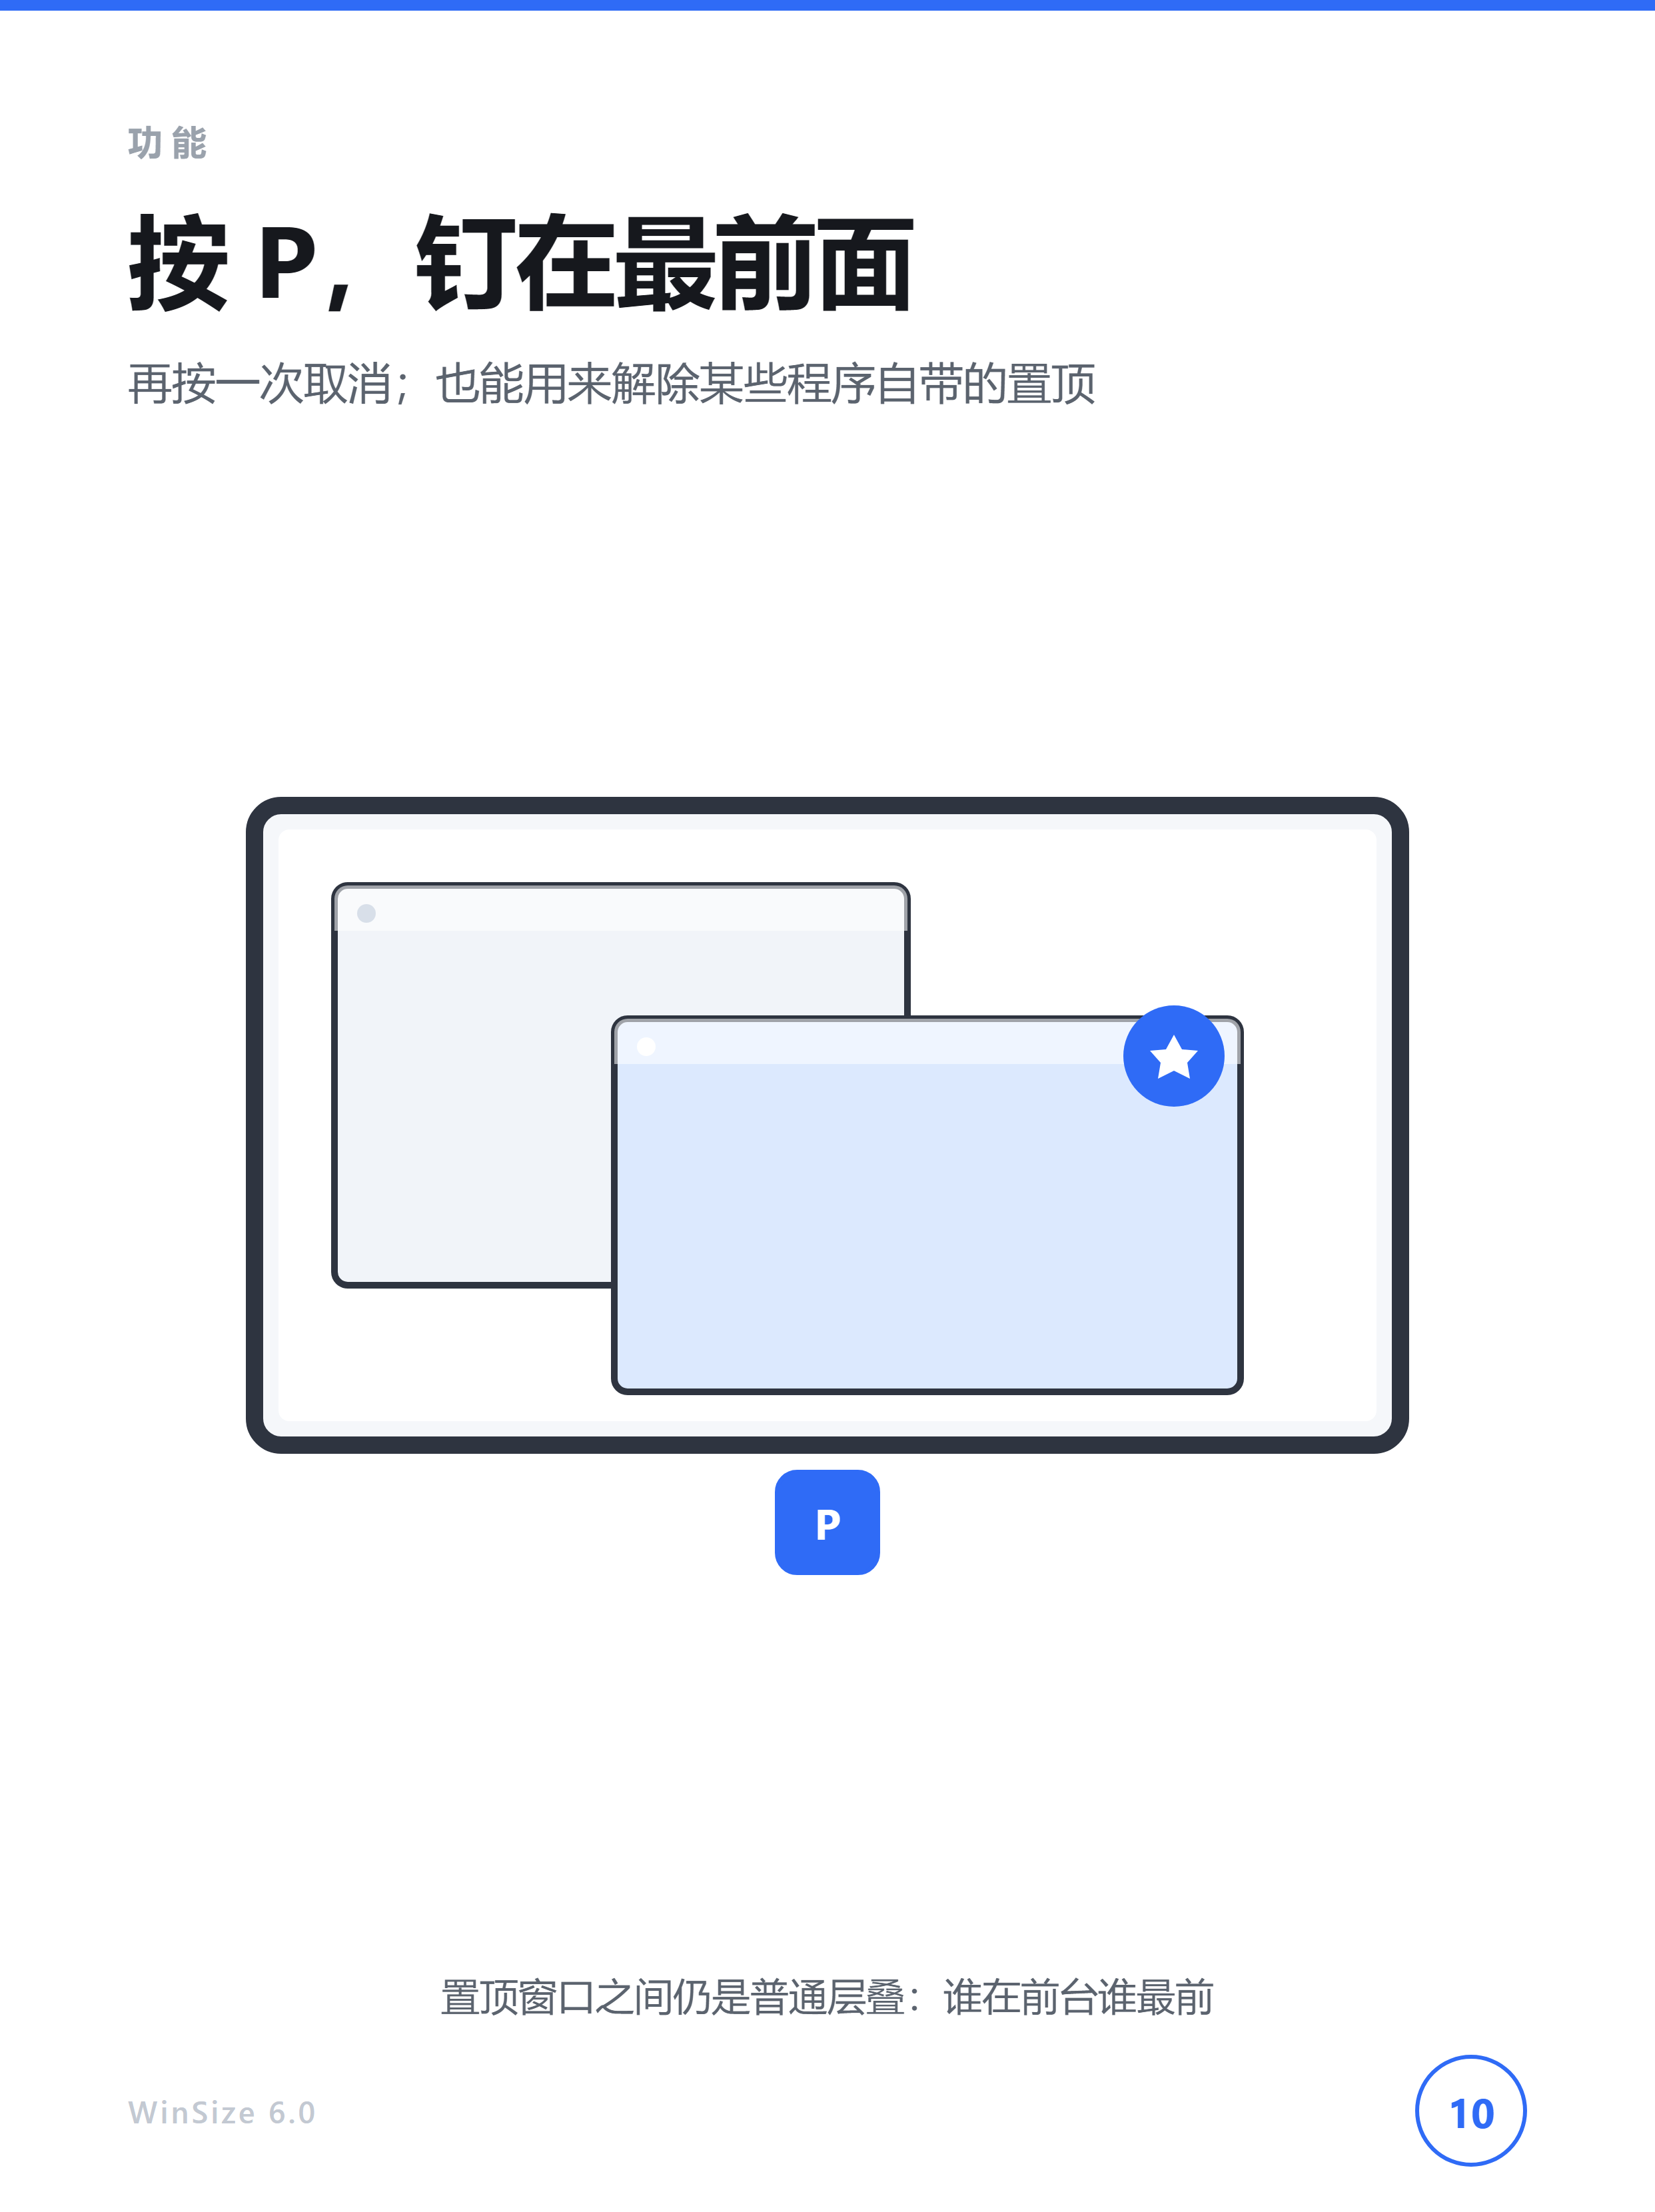 功能
按 P，钉在最前面
再按一次取消；也能用来解除某些程序自带的置顶
P
置顶窗口之间仍是普通层叠：谁在前台谁最前
WinSize 6.0
10